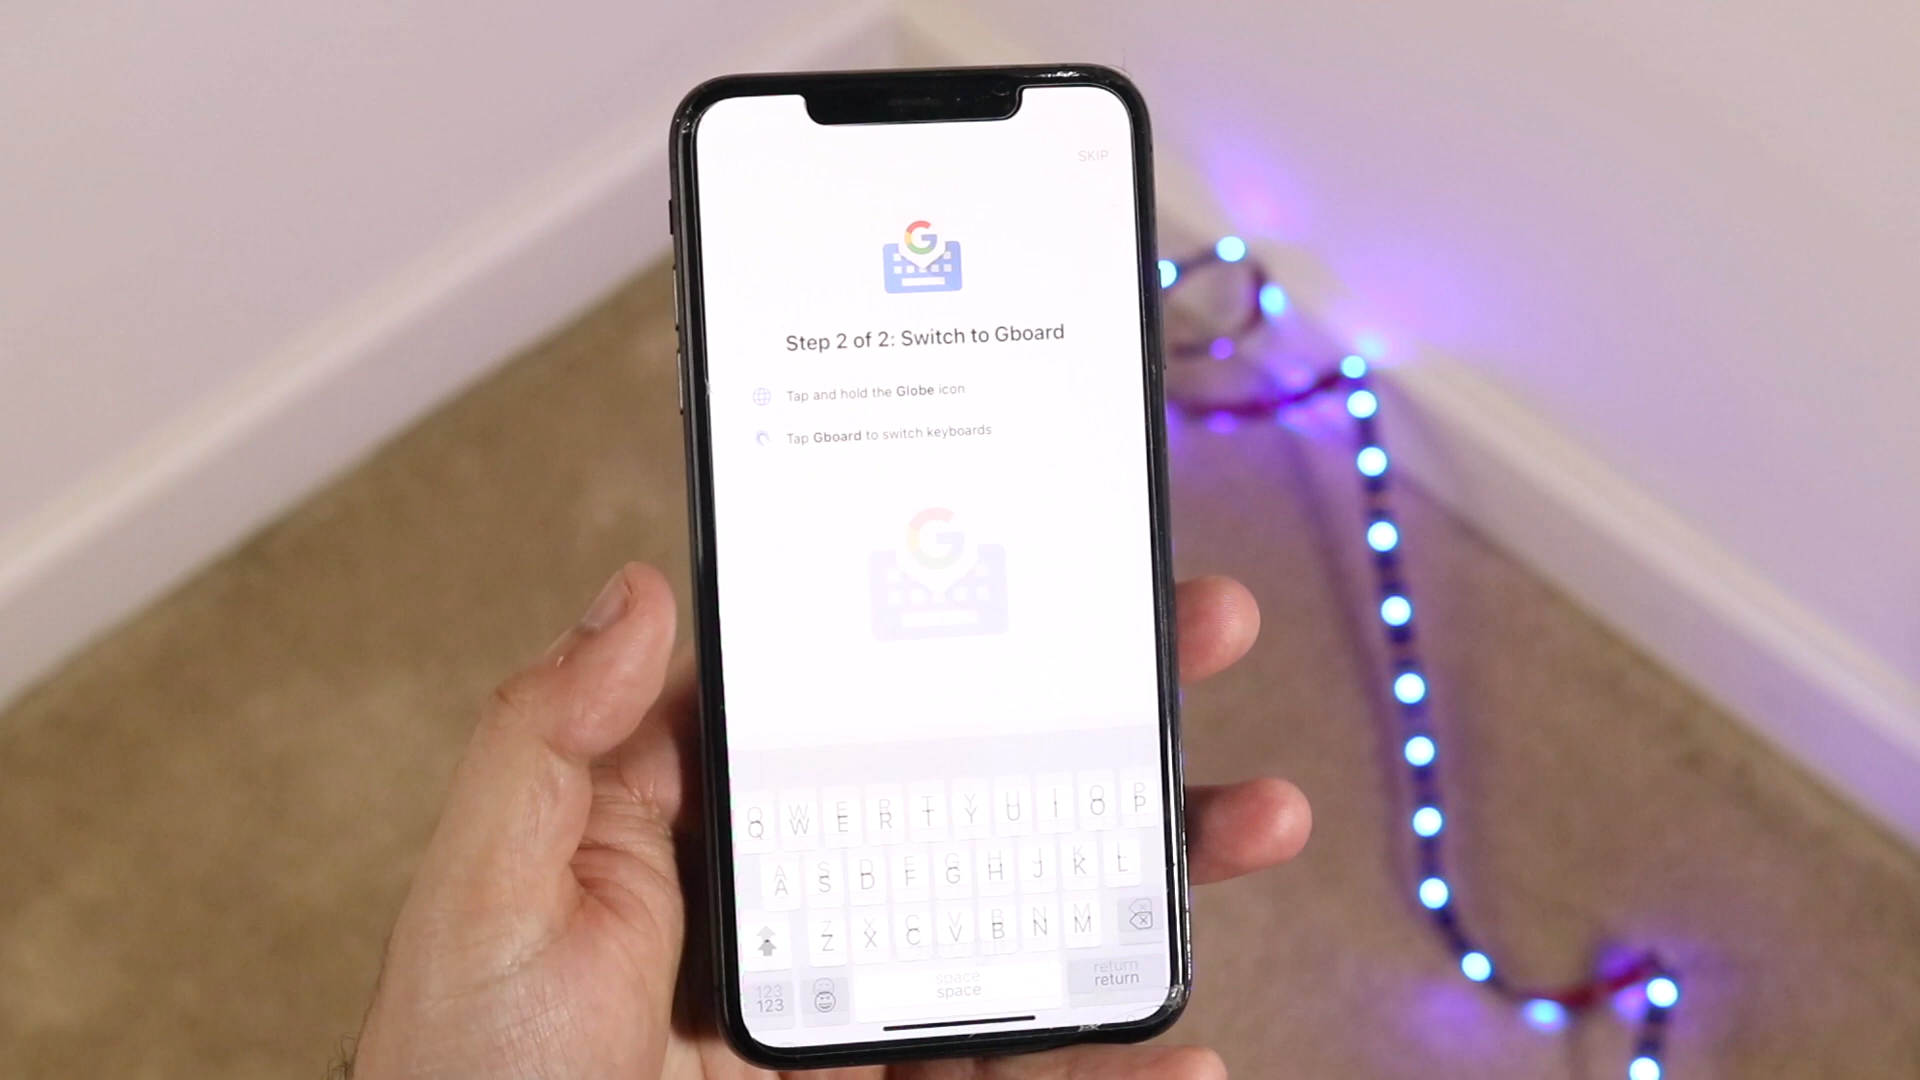 SKIP
G
Step 2 of 2: Switch to Gboard
Tap and hold the Globe icon
Tap Gboard to switch keyboards
G
Q W E R T Y U I O P
A S D F G H J K L
Z X C V B N M
123 space return